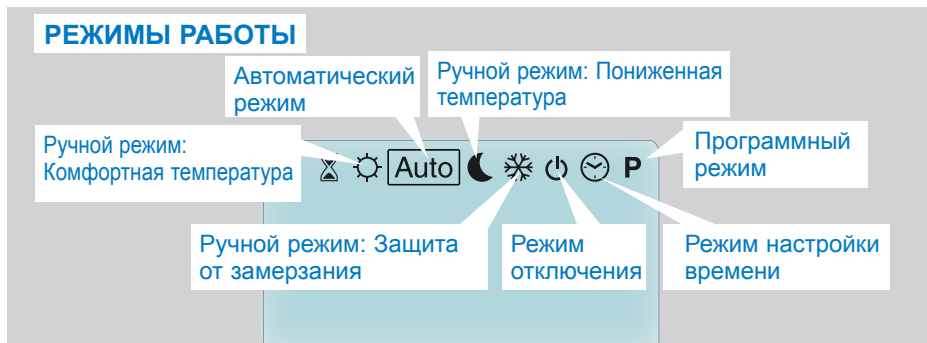 РЕЖИМЫ РАБОТЫ
Автоматический
режим
Ручной режим: Пониженная
температура
Ручной режим:
Комфортная температура
Программный
режим
Auto
P
Ручной режим: Защита
от замерзания
Режим
отключения
Режим настройки
времени